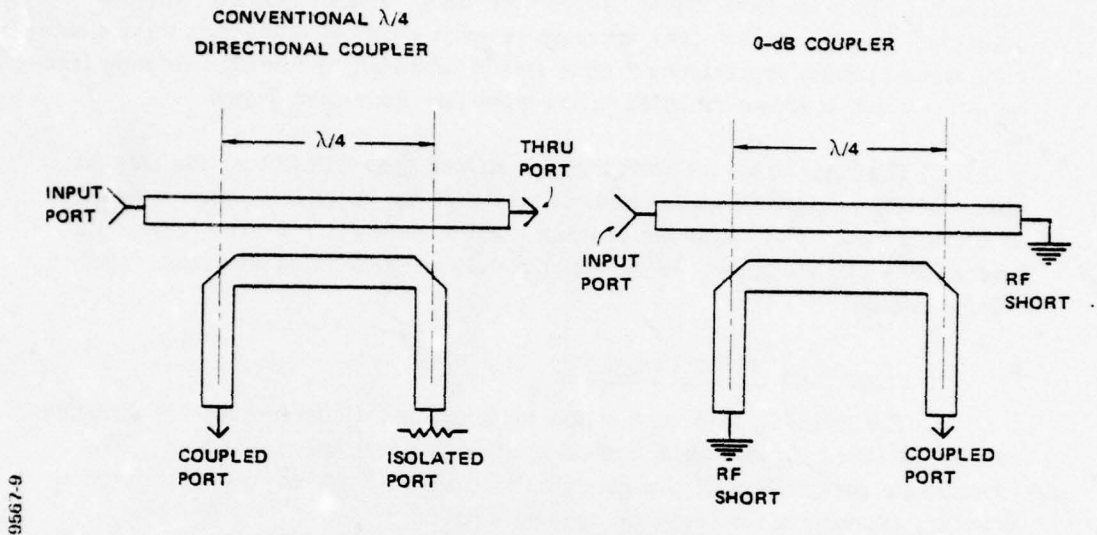 CONVENTIONAL λ/4
DIRECTIONAL COUPLER
λ/4
INPUT
PORT
THRU
PORT
COUPLED
PORT
ISOLATED
PORT
0-dB COUPLER
λ/4
INPUT
PORT
RF
SHORT
RF
SHORT
COUPLED
PORT
9567-9